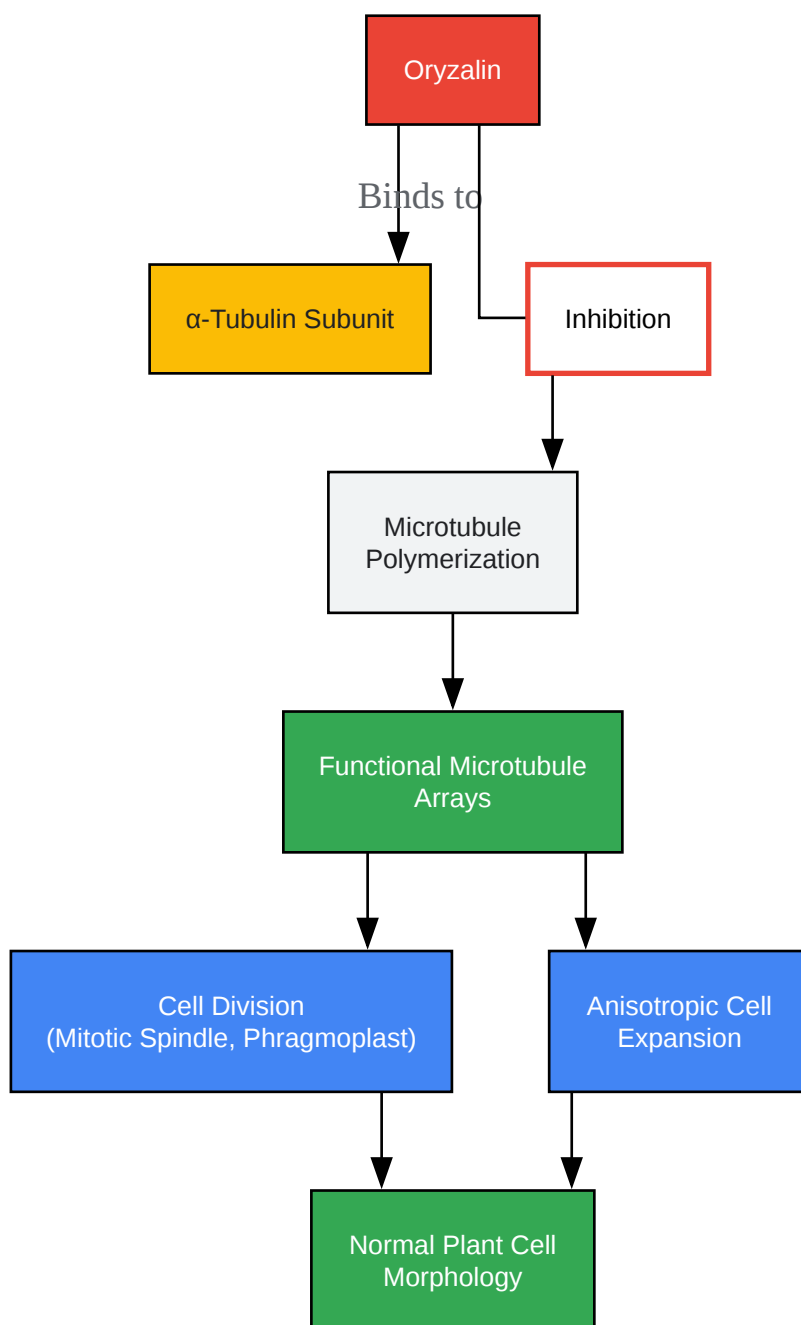 Oryzalin
Binds to
α-Tubulin Subunit
Inhibition
Microtubule
Polymerization
Functional Microtubule
Arrays
Cell Division
(Mitotic Spindle, Phragmoplast)
Anisotropic Cell
Expansion
Normal Plant Cell
Morphology